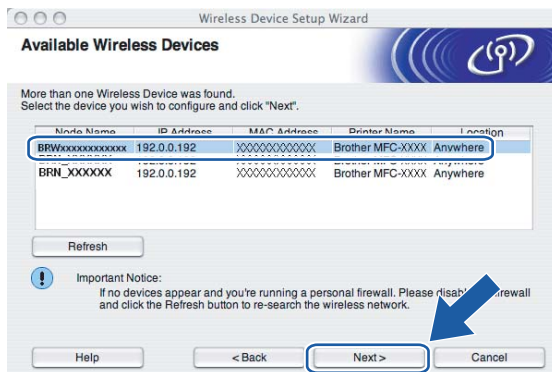 Wireless Device Setup Wizard
Available Wireless Devices
More than one Wireless Device was found.
Select the device you wish to configure and click "Next".
Node Name IP Address MAC Address Printer Name Location
BRWxxxxxxxxxxxx 192.0.0.192 XXXXXXXXXXXX Brother MFC-XXXX Anywhere
BRN_XXXXXX 192.0.0.192 XXXXXXXXXXXX Brother MFC-XXXX Anywhere
Refresh
Important Notice:
If no devices appear and you're running a personal firewall. Please firewall
and click the Refresh button to re-search the wireless network.
Help < Back Next > Cancel